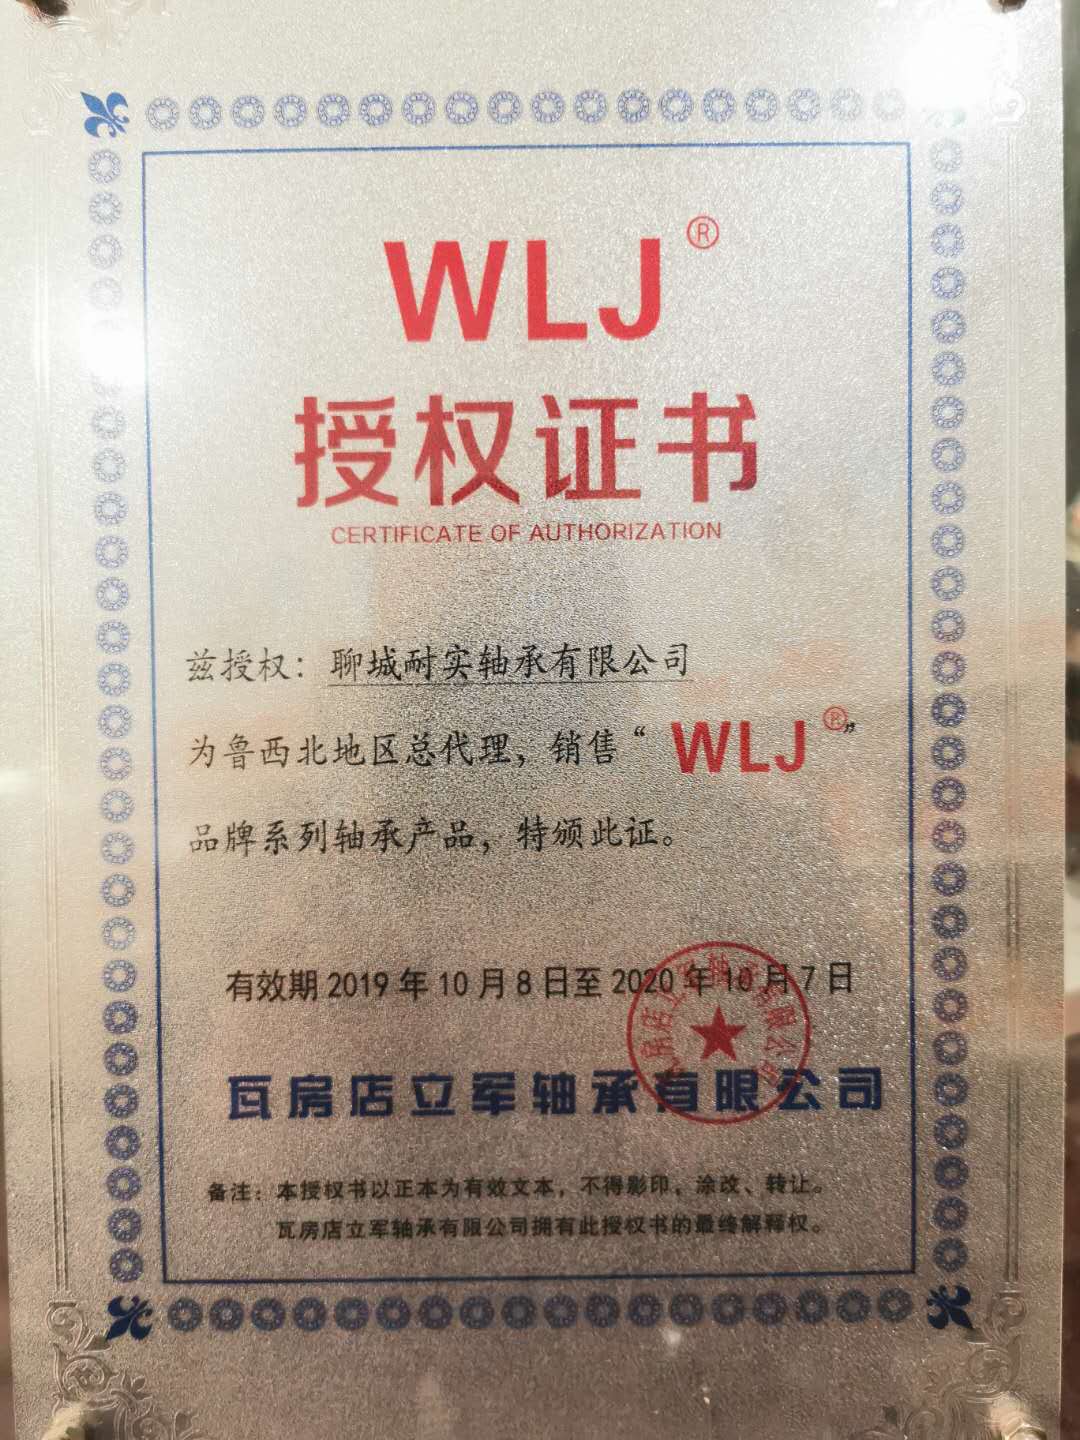 WLJ®
授权证书
CERTIFICATE OF AUTHORIZATION
兹授权：聊城耐实轴承有限公司
为鲁西北地区总代理，销售“WLJ®”
品牌系列轴承产品，特颁此证。
有效期 2019 年 10 月 8 日至 2020 年 10 月 7 日
瓦房店立军轴承有限公司
备注：本授权书以正本为有效文本，不得影印，涂改、转让。
瓦房店立军轴承有限公司拥有此授权书的最终解释权。